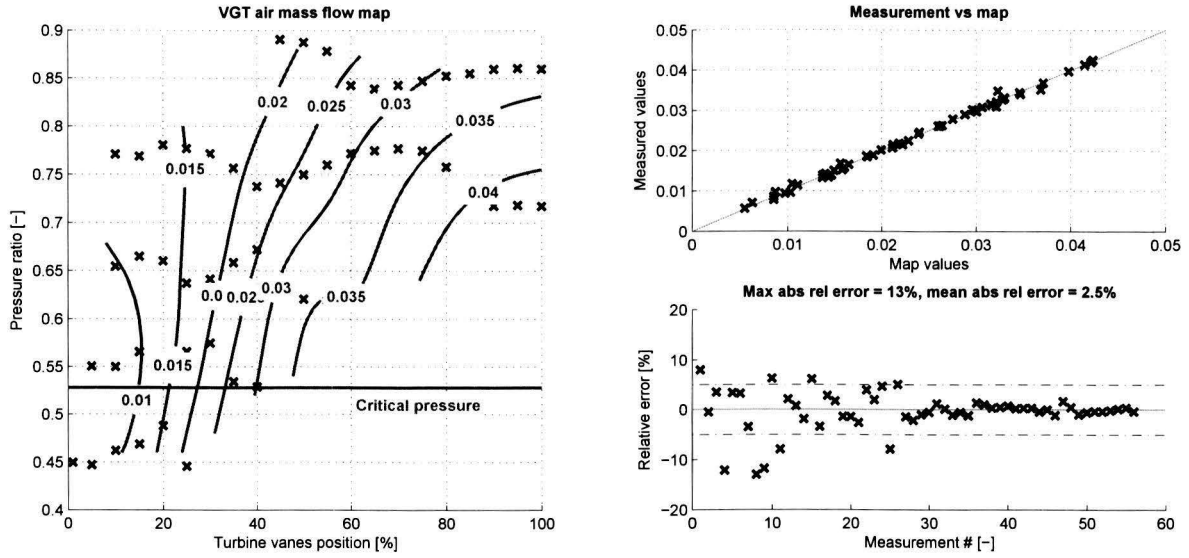 VGT air mass flow map
Pressure ratio [-]
0.9
0.85
0.8
0.75
0.7
0.65
0.6
0.55
0.5
0.45
0.4
0.02
0.025
0.03
0.035
0.015
0.04
0.03
0.035
0.015
0.01
Critical pressure
0 20 40 60 80 100
Turbine vanes position [%]
Measurement vs map
Measured values
0.05
0.04
0.03
0.02
0.01
0
0 0.01 0.02 0.03 0.04 0.05
Map values
Max abs rel error = 13%, mean abs rel error = 2.5%
Relative error [%]
20
10
0
−10
−20
0 10 20 30 40 50 60
Measurement # [−]